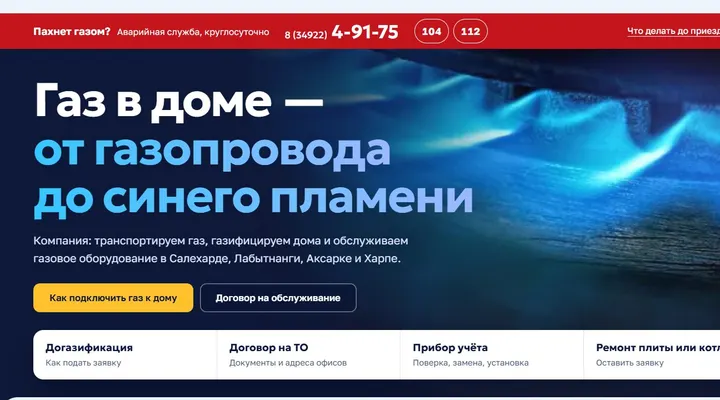 Пахнет газом? Аварийная служба, круглосуточно 8 (34922) 4-91-75 104 112 Что делать до приезд
Газ в доме —
от газопровода
до синего пламени
Компания: транспортируем газ, газифицируем дома и обслуживаем
газовое оборудование в Салехарде, Лабытнанги, Аксарке и Харпе.
Как подключить газ к дому Договор на обслуживание
Догазификация Договор на ТО Прибор учёта Ремонт плиты или кот
Как подать заявку Документы и адреса офисов Поверка, замена, установка Оставить заявку